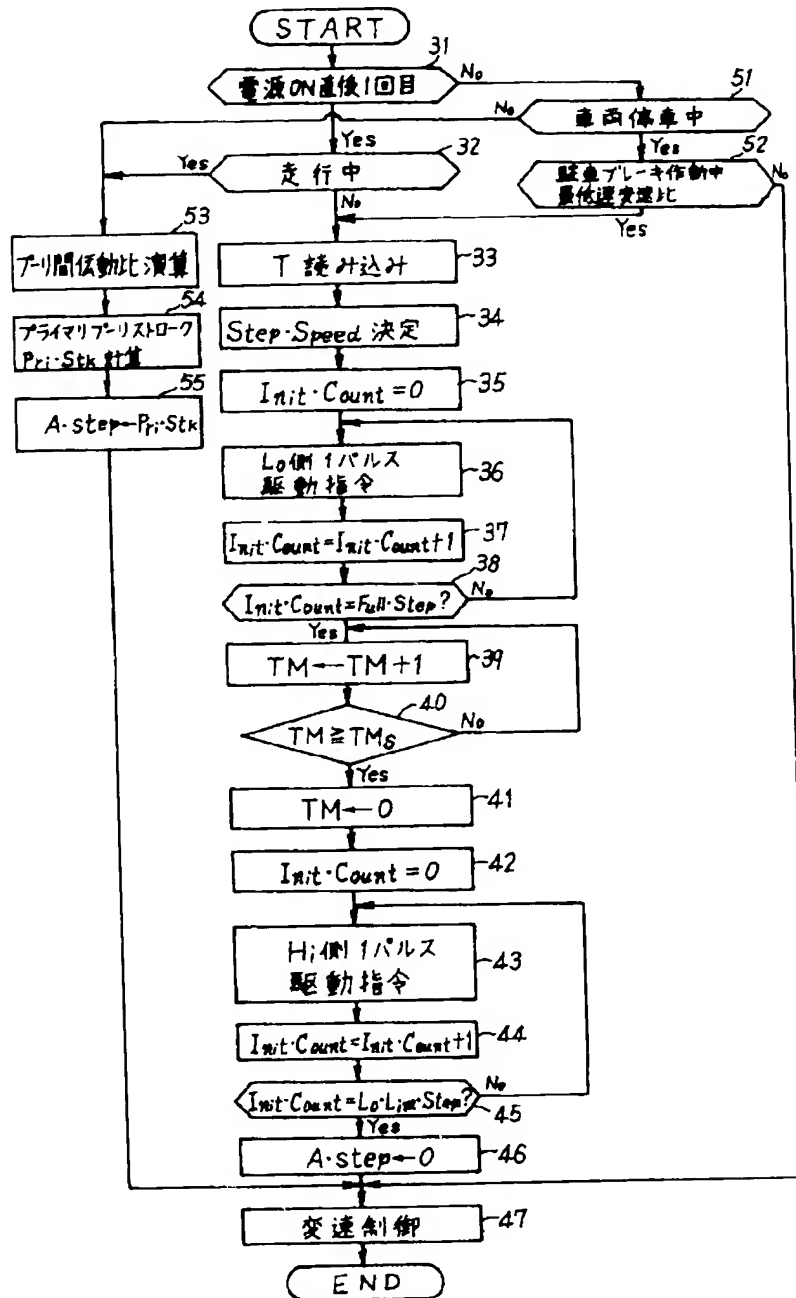 START
31
電源ON直後1回目
No
51
車両停車中
No
Yes
Yes
32
走行中
Yes
No
52
駐車ブレーキ作動中
最低速変速比
No
Yes
53
プーリ間伝動比演算
T 読み込み
33
54
プライマリプーリストローク
Pri・Stk 計算
Step・Speed 決定
34
55
A・step←Pri・Stk
Init・Count=0
35
Lo側1パルス
駆動指令
36
Init・Count=Init・Count+1
37
38
Init・Count=Full・Step?
No
Yes
TM←TM+1
39
40
TM≧TMs
No
Yes
TM←0
41
Init・Count=0
42
Hi側1パルス
駆動指令
43
Init・Count=Init・Count+1
44
Init・Count=Lo・Lim・Step?
No
45
Yes
A・step←0
46
変速制御
47
END